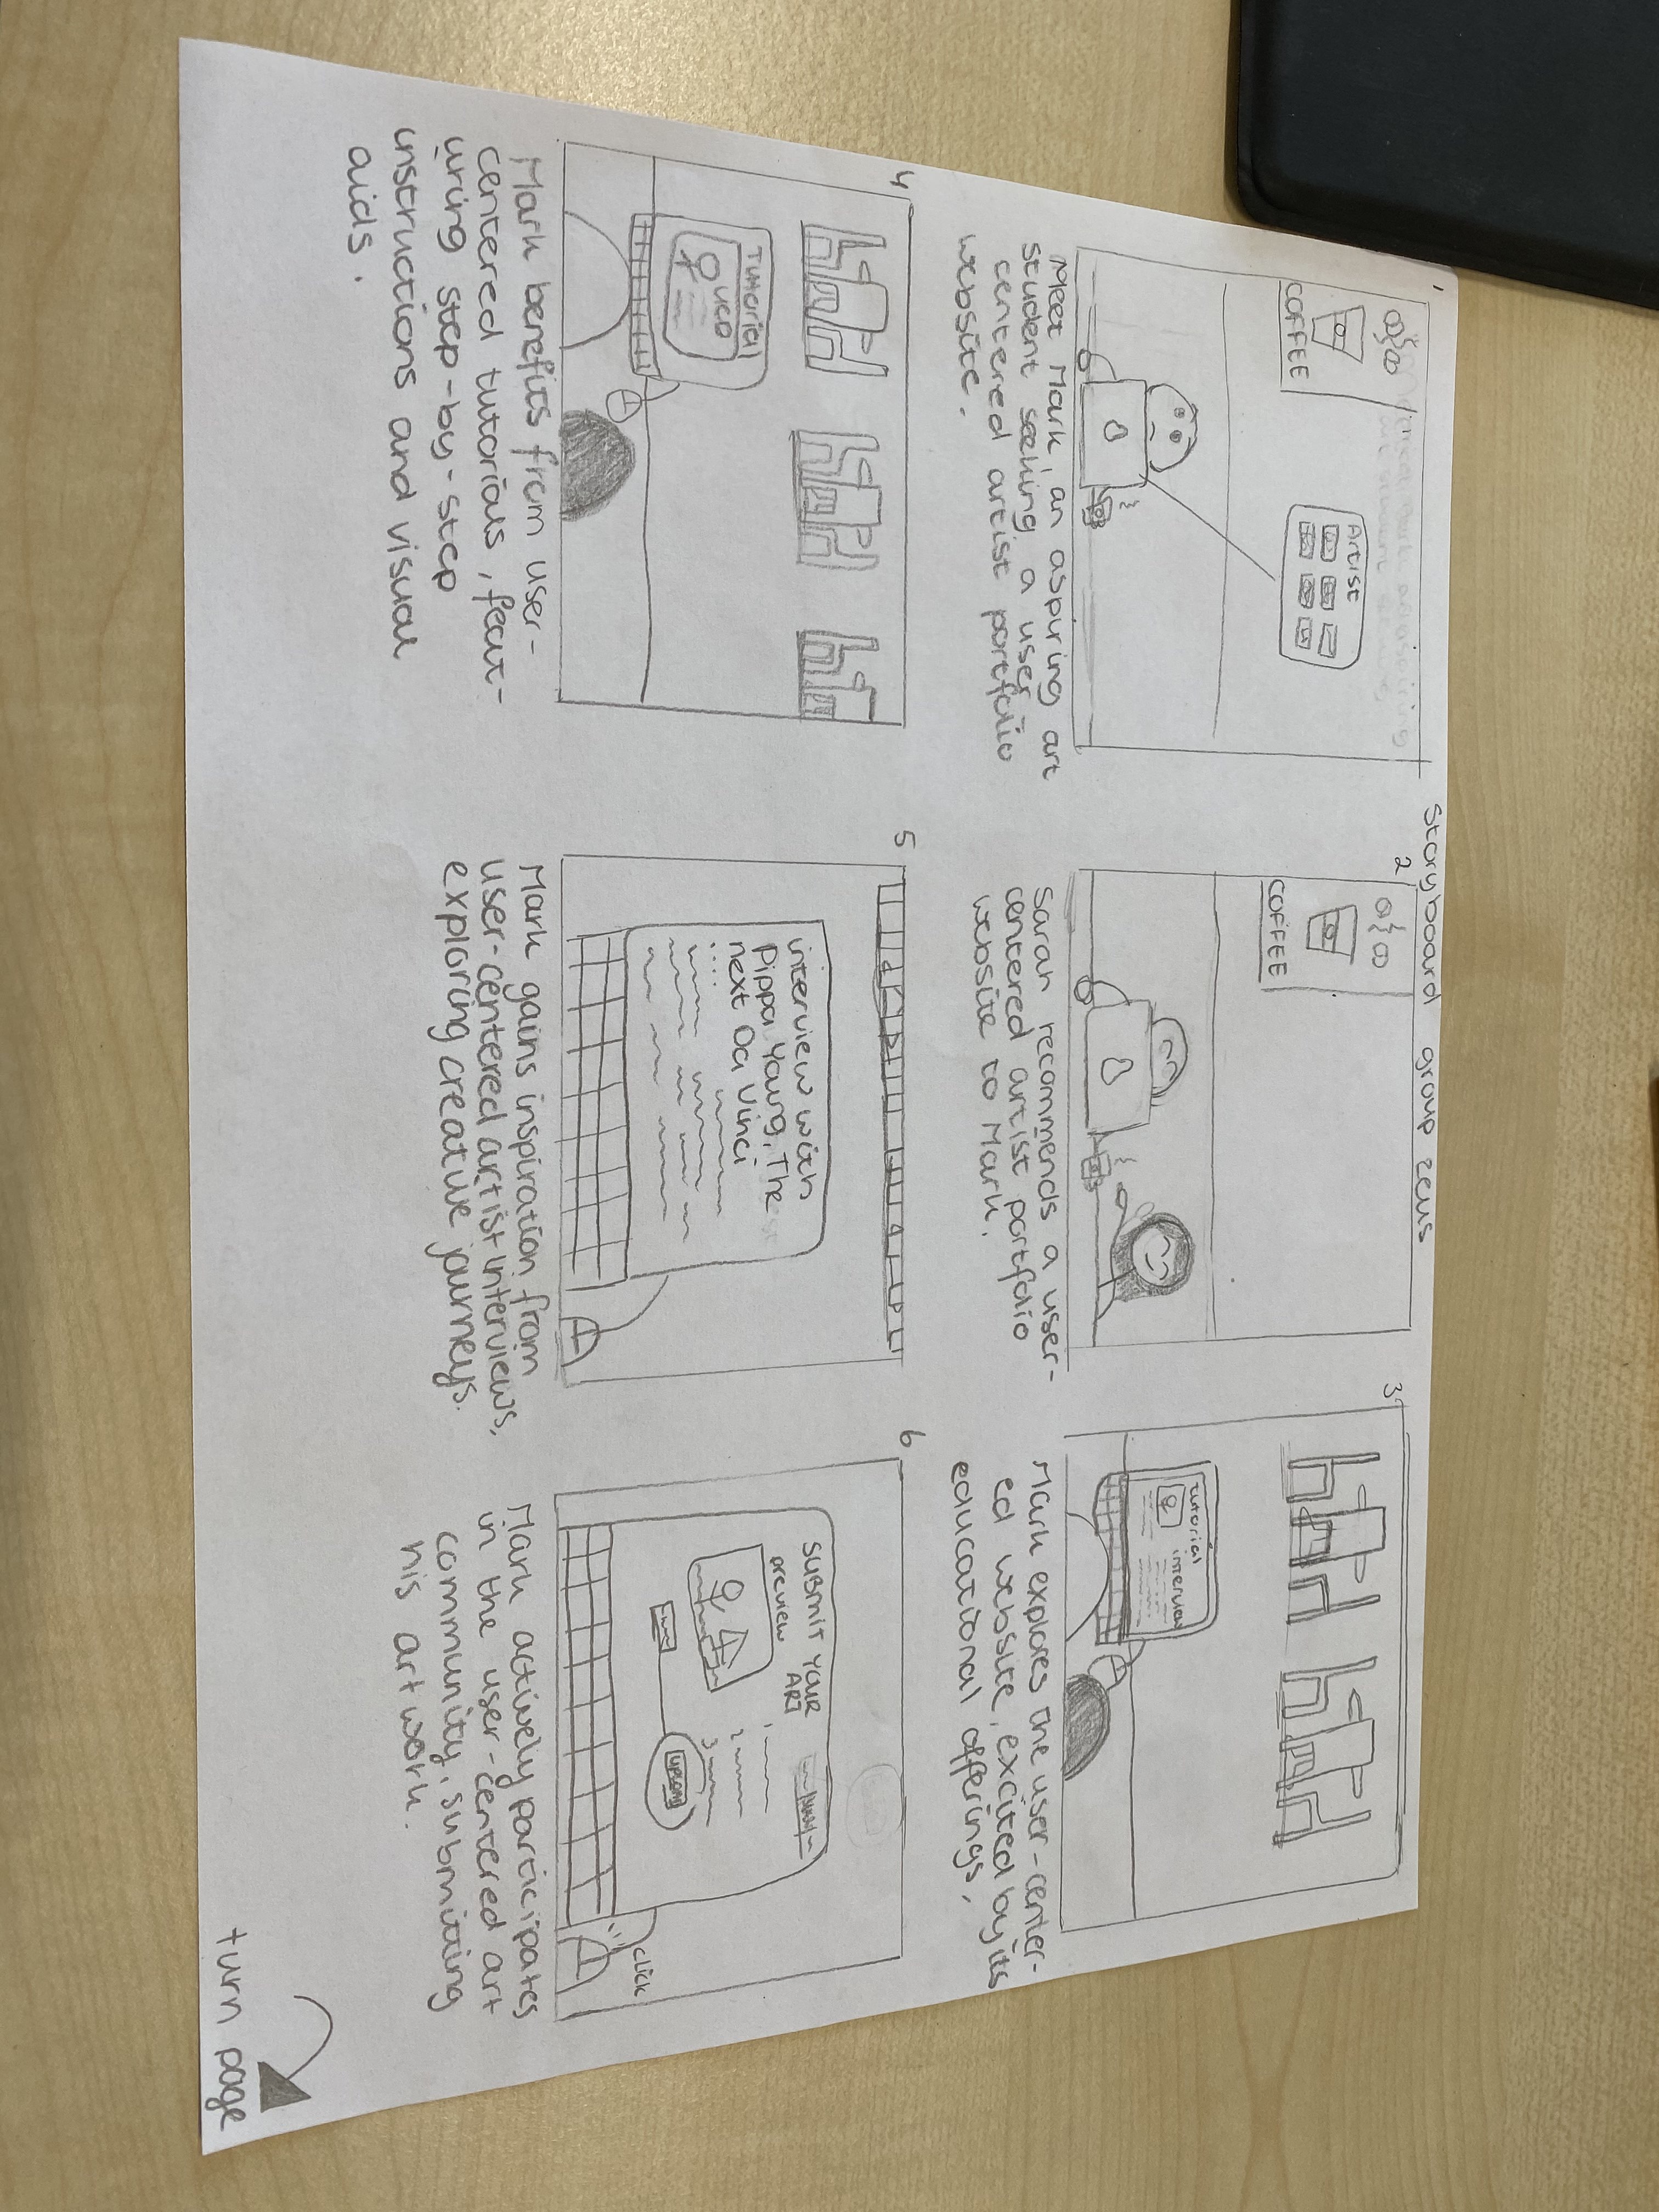 Storyboard group zeus
1
COFFEE
Artist
Meet Mark, an aspiring art
student seeking a user-
centered artist portfolio
website.
2
COFFEE
Sarah recommends a user-
centered artist portfolio
website to Mark.
3
tutorial
interview
Mark explores the user-center-
ed website, excited by its
educational offerings.
4
Tutorial
UCD
Mark benefits from user-
centered tutorials, feat-
uring step-by-step
instructions and visual
aids.
5
interview with
Pippa Young, The
next Da Vinci
....
Mark gains inspiration from
user-centered artist interviews,
exploring creative journeys.
6
SUBMIT YOUR
ART
preview
1
2
3
UPLOAD
CLICK
Mark actively participates
in the user-centered art
community, submitting
his artwork.
turn page